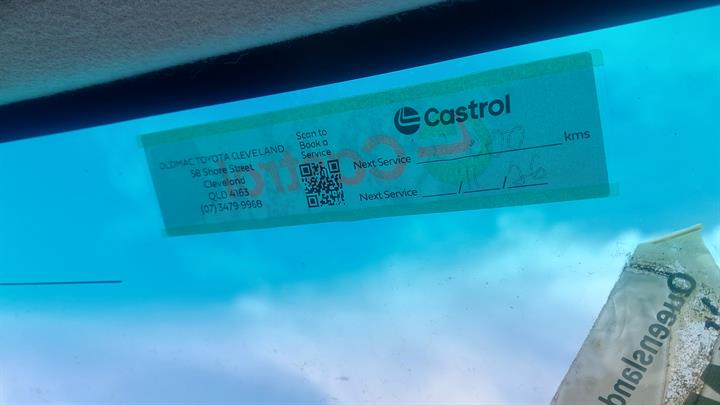 OLDMAC TOYOTA CLEVELAND
58 Shore Street
Cleveland
QLD 4163
(07) 3479 9968
Scan to
Book a
Service
Castrol
Next Service kms
Next Service / /
Castrol
Queensland